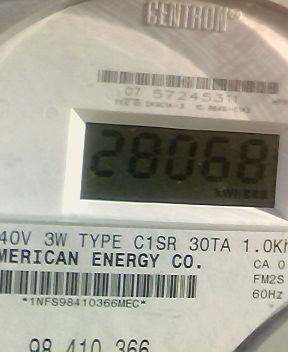 CENTRON®
07 57245311
28068
kWh
40V 3W TYPE C1SR 30TA 1.0Kh
MERICAN ENERGY CO.
CA 0
FM2S
60Hz
*1NFS98410366MEC*
98 410 366